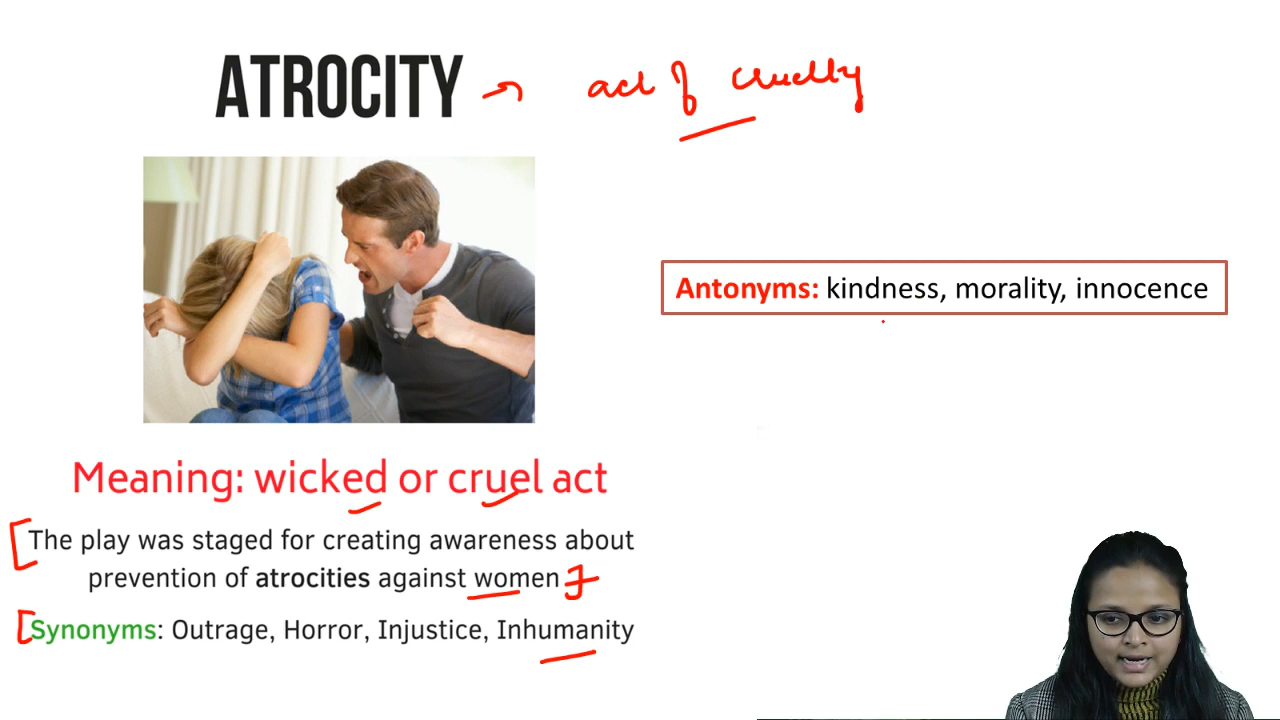 ATROCITY
act of cruelty
Antonyms: kindness, morality, innocence
Meaning: wicked or cruel act
The play was staged for creating awareness about
prevention of atrocities against women
Synonyms: Outrage, Horror, Injustice, Inhumanity